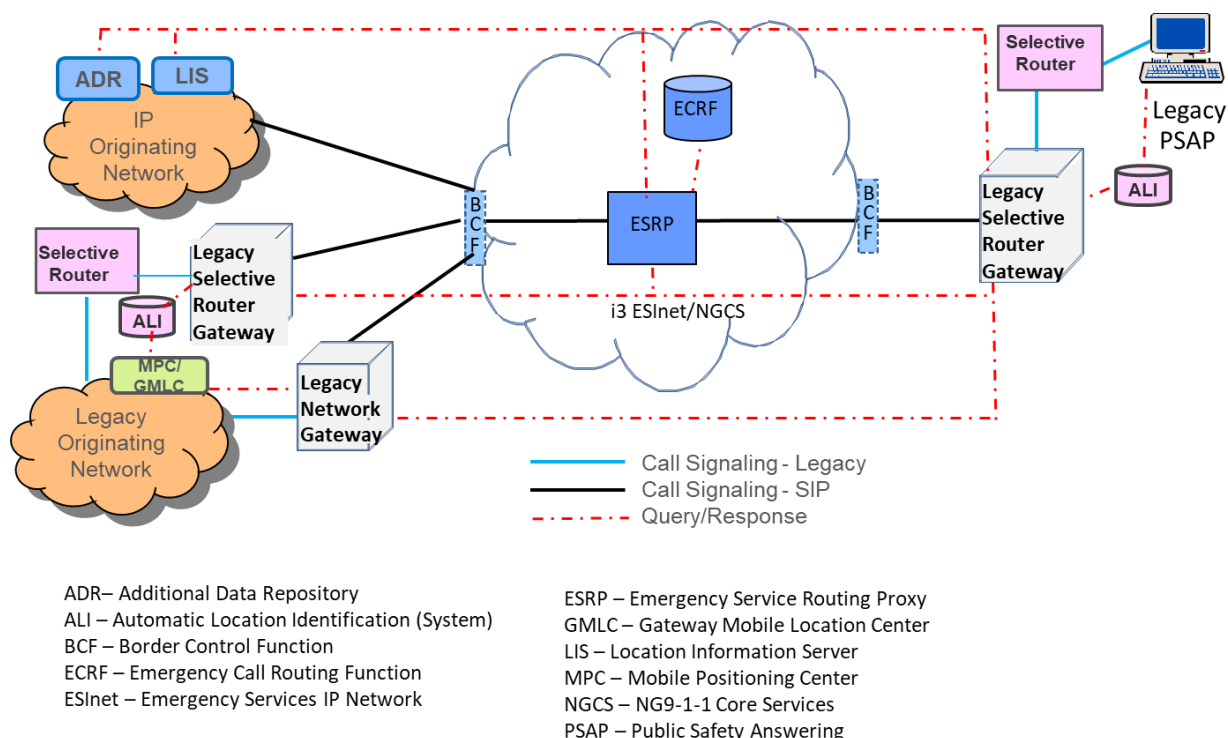 ADR
LIS
IP
Originating
Network
Selective
Router
ALI
MPC/
GMLC
Legacy
Originating
Network
Legacy
Selective
Router
Gateway
Legacy
Network
Gateway
B
C
F
ECRF
ESRP
i3 ESInet/NGCS
B
C
F
Legacy
Selective
Router
Gateway
Selective
Router
Legacy
PSAP
ALI
Call Signaling - Legacy
Call Signaling - SIP
Query/Response
ADR– Additional Data Repository
ALI – Automatic Location Identification (System)
BCF – Border Control Function
ECRF – Emergency Call Routing Function
ESInet – Emergency Services IP Network
ESRP – Emergency Service Routing Proxy
GMLC – Gateway Mobile Location Center
LIS – Location Information Server
MPC – Mobile Positioning Center
NGCS – NG9-1-1 Core Services
PSAP – Public Safety Answering